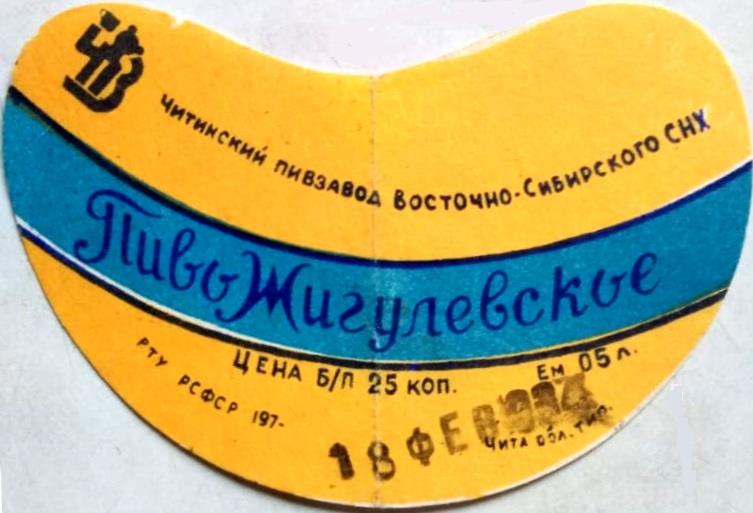 ЧПВ
Читинский пивзавод Восточно-Сибирского СНХ
Пиво Жигулевское
ЦЕНА Б/П 25 коп.
Ем 05 л.
РТУ РСФСР 197-
18 ФЕВ
Чита обл. тип.